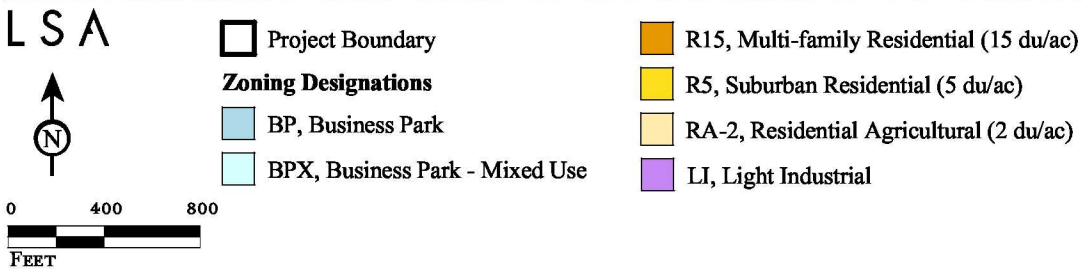 LSA
N
0 400 800
FEET
Project Boundary
Zoning Designations
BP, Business Park
BPX, Business Park - Mixed Use
R15, Multi-family Residential (15 du/ac)
R5, Suburban Residential (5 du/ac)
RA-2, Residential Agricultural (2 du/ac)
LI, Light Industrial